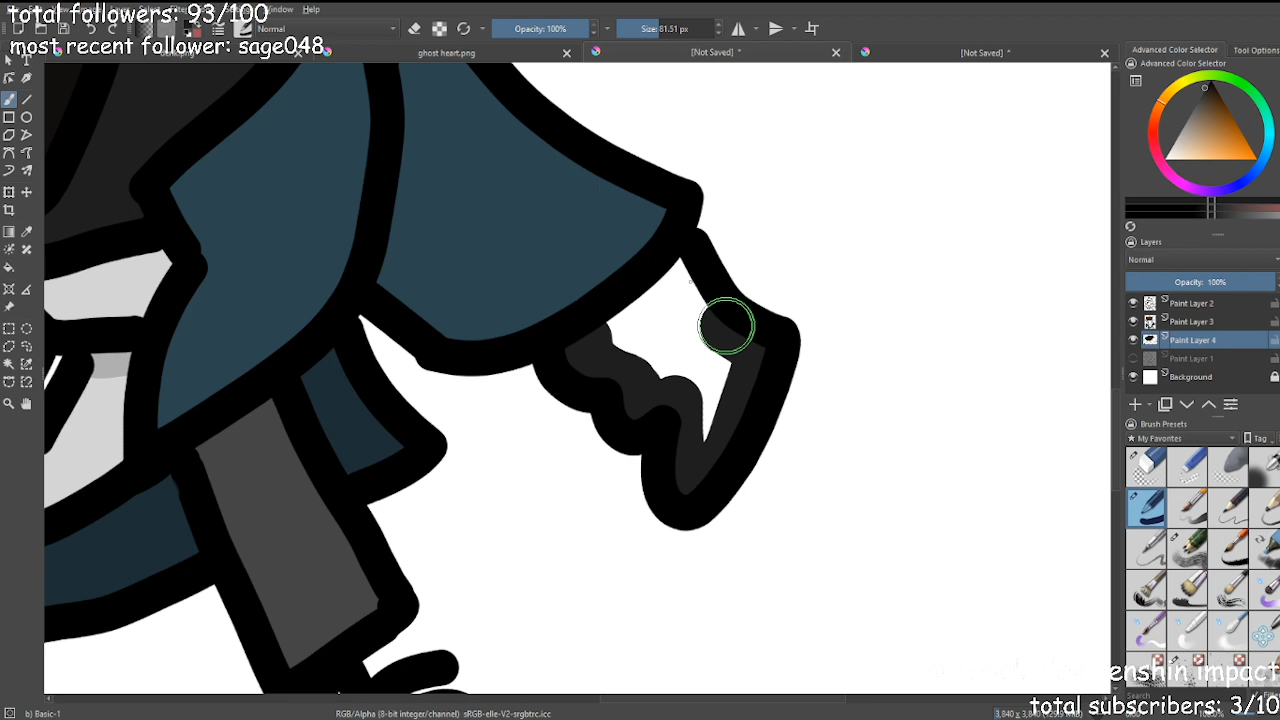 total followers: 93/100
Window Help
Normal
Opacity: 100%
Size: 81.51 px
most recent follower: sage048
ghost heart.png
[Not Saved] *
[Not Saved] *
Advanced Color Selector
Tool Options
Advanced Color Selector
Layers
Normal
Opacity: 100%
Paint Layer 2
Paint Layer 3
Paint Layer 4
Paint Layer 1
Background
Brush Presets
My Favorites
Tag
genshin impact
Search
total subscribers: 3/10
b) Basic-1
RGB/Alpha (8-bit integer/channel) sRGB-elle-V2-srgbtrc.icc